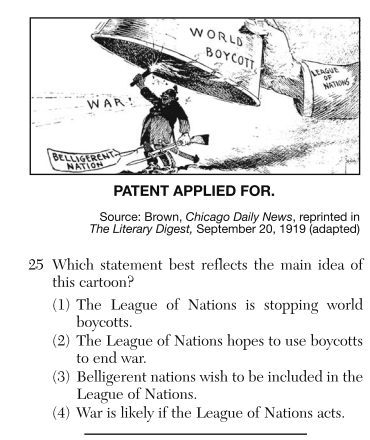 WORLD
BOYCOTT
LEAGUE
OF
NATIONS
WAR!
BELLIGERENT
NATION
PATENT APPLIED FOR.
Source: Brown, Chicago Daily News, reprinted in
The Literary Digest, September 20, 1919 (adapted)
25 Which statement best reflects the main idea of
this cartoon?
(1) The League of Nations is stopping world
boycotts.
(2) The League of Nations hopes to use boycotts
to end war.
(3) Belligerent nations wish to be included in the
League of Nations.
(4) War is likely if the League of Nations acts.